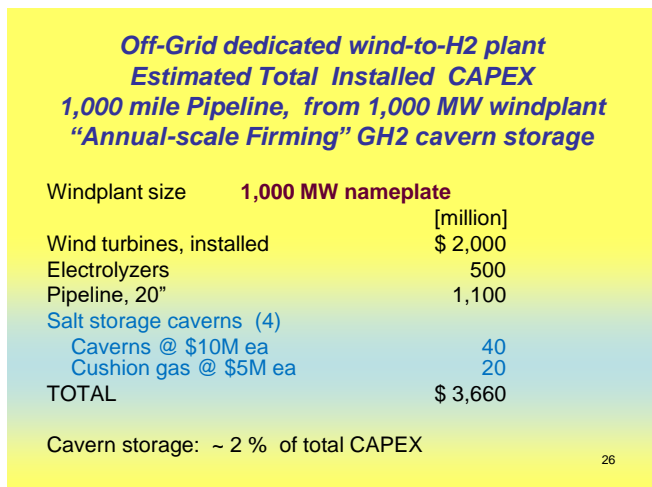 Off-Grid dedicated wind-to-H2 plant
Estimated Total Installed CAPEX
1,000 mile Pipeline, from 1,000 MW windplant
“Annual-scale Firming” GH2 cavern storage
Windplant size 1,000 MW nameplate
[million]
Wind turbines, installed $ 2,000
Electrolyzers 500
Pipeline, 20” 1,100
Salt storage caverns (4)
Caverns @ $10M ea 40
Cushion gas @ $5M ea 20
TOTAL $ 3,660
Cavern storage: ~ 2 % of total CAPEX
26